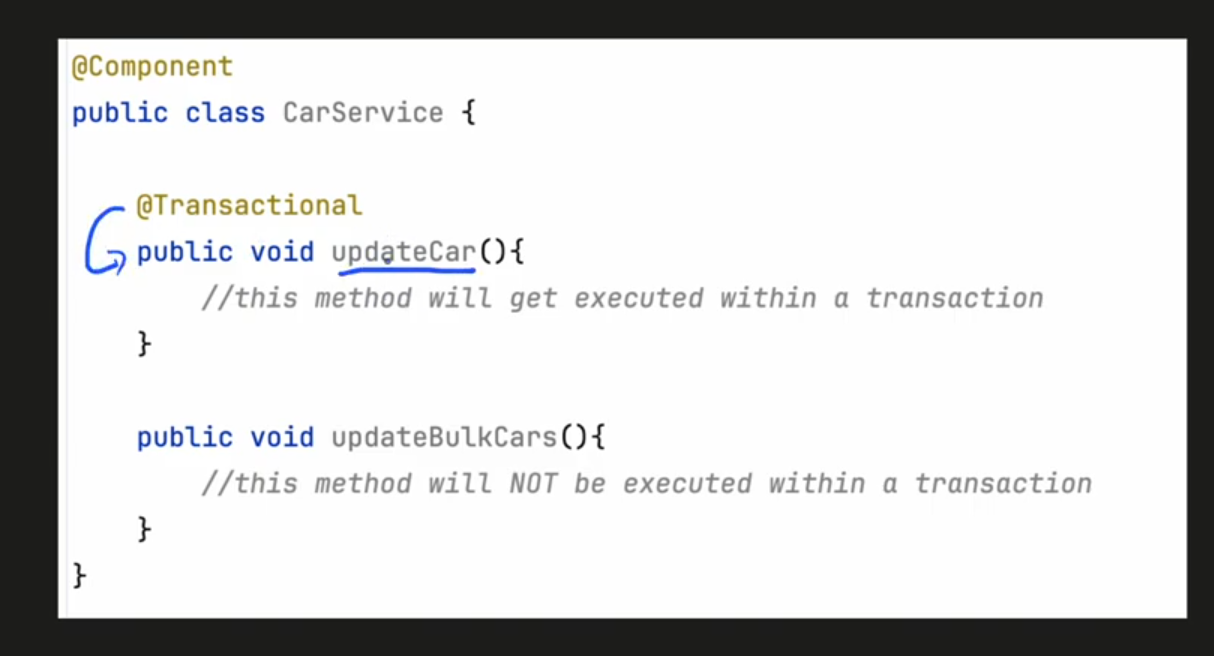 @Component
public class CarService {
@Transactional
public void updateCar(){
//this method will get executed within a transaction
}
public void updateBulkCars(){
//this method will NOT be executed within a transaction
}
}